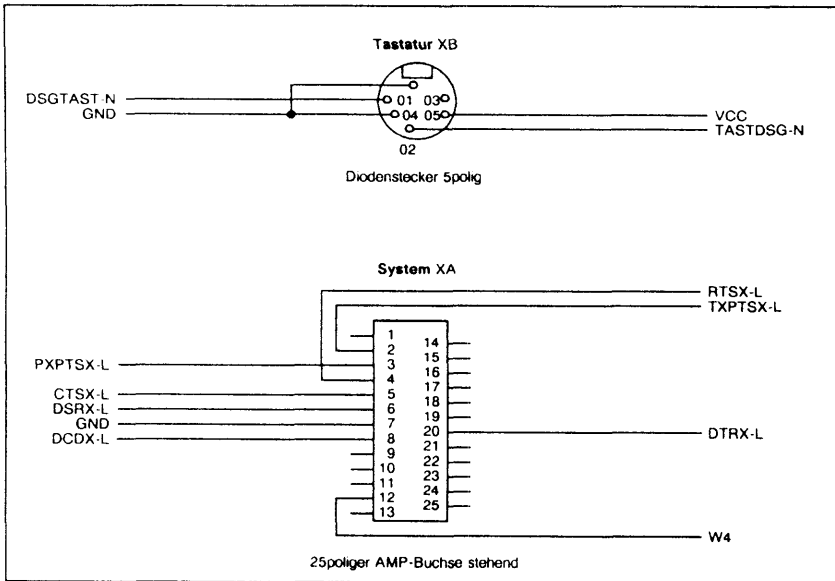 Tastatur XB
DSGTAST-N
01 03
GND
04 05
VCC
TASTDSG-N
02
Diodenstecker 5polig
System XA
RTSX-L
TXPTSX-L
1
14
2
15
PXPTSX-L
3
16
4
17
CTSX-L
5
18
DSRX-L
6
19
GND
7
20
DTRX-L
DCDX-L
8
21
9
22
10
23
11
24
12
25
13
W4
25poliger AMP-Buchse stehend